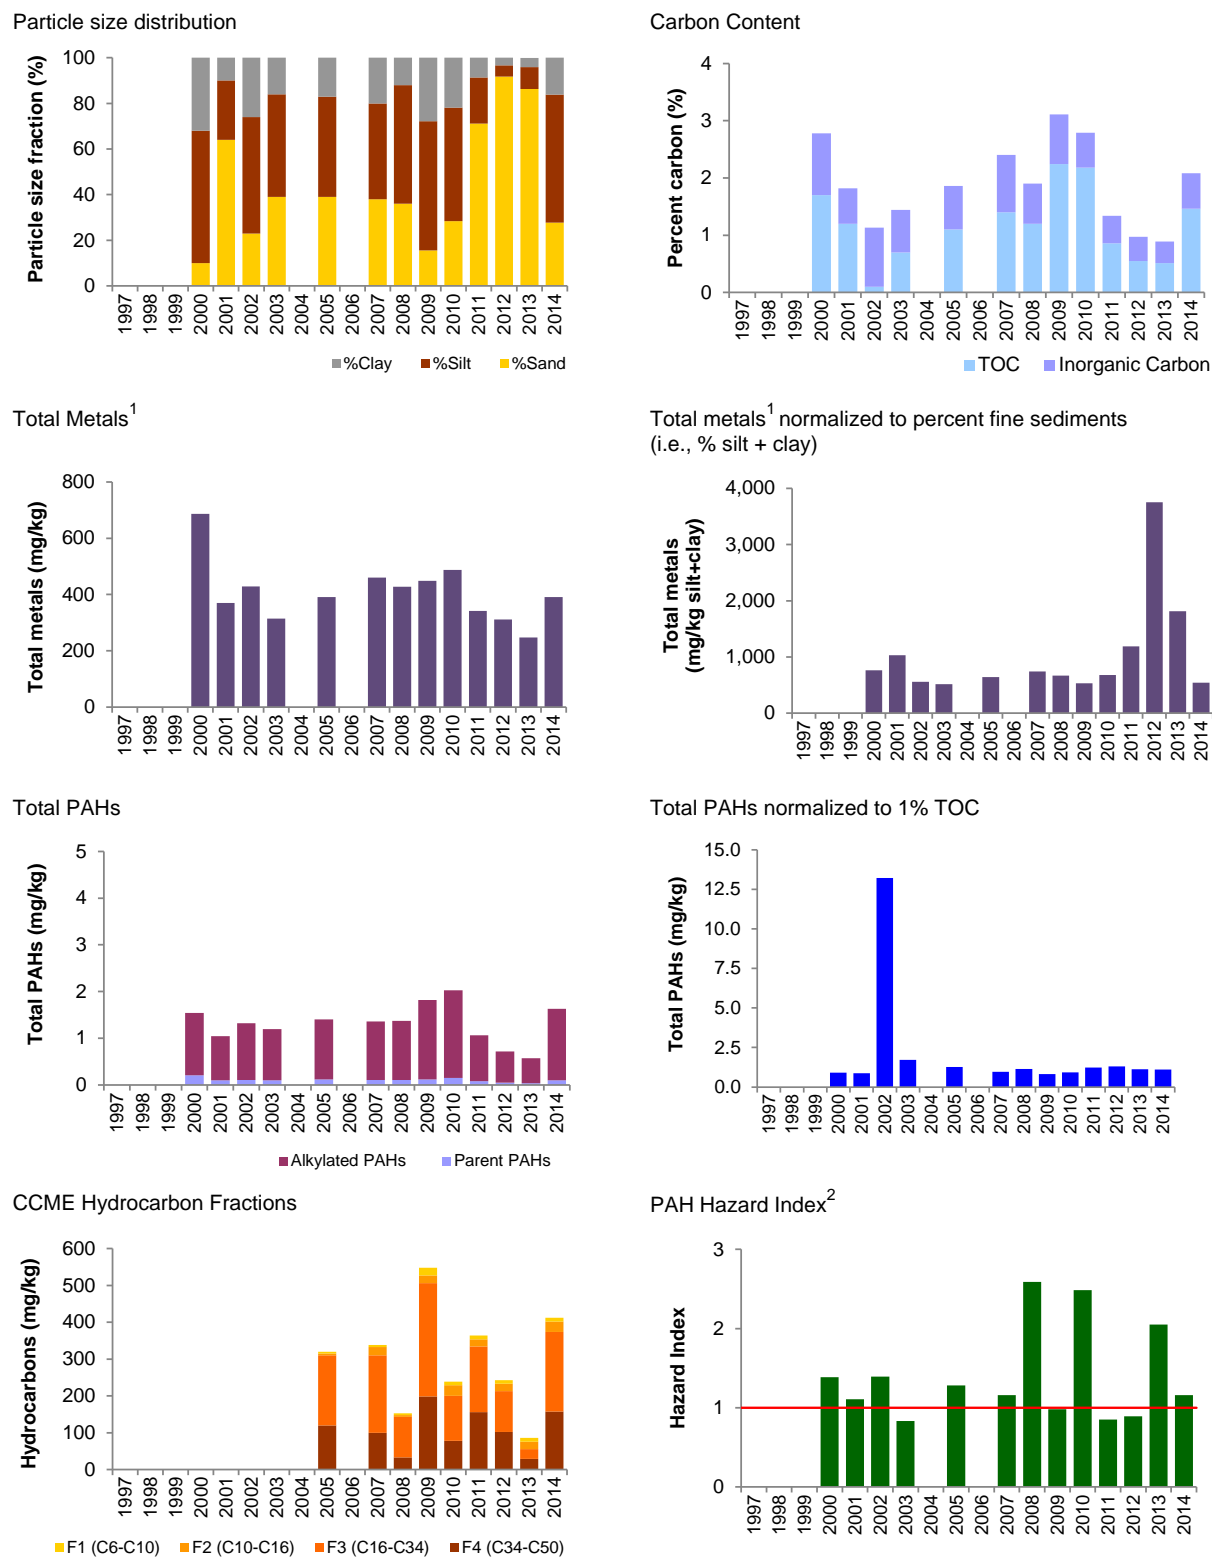 Particle size distribution
Particle size fraction (%)
100
80
60
40
20
0
1997 1998 1999 2000 2001 2002 2003 2004 2005 2006 2007 2008 2009 2010 2011 2012 2013 2014
%Clay %Silt %Sand
Carbon Content
Percent carbon (%)
4
3
2
1
0
1997 1998 1999 2000 2001 2002 2003 2004 2005 2006 2007 2008 2009 2010 2011 2012 2013 2014
TOC Inorganic Carbon
Total Metals1
Total metals (mg/kg)
800
600
400
200
0
1997 1998 1999 2000 2001 2002 2003 2004 2005 2006 2007 2008 2009 2010 2011 2012 2013 2014
Total metals1 normalized to percent fine sediments
(i.e., % silt + clay)
Total metals
(mg/kg silt+clay)
4,000
3,000
2,000
1,000
0
1997 1998 1999 2000 2001 2002 2003 2004 2005 2006 2007 2008 2009 2010 2011 2012 2013 2014
Total PAHs
Total PAHs (mg/kg)
5
4
3
2
1
0
1997 1998 1999 2000 2001 2002 2003 2004 2005 2006 2007 2008 2009 2010 2011 2012 2013 2014
Alkylated PAHs Parent PAHs
Total PAHs normalized to 1% TOC
Total PAHs (mg/kg)
15.0
12.5
10.0
7.5
5.0
2.5
0.0
1997 1998 1999 2000 2001 2002 2003 2004 2005 2006 2007 2008 2009 2010 2011 2012 2013 2014
CCME Hydrocarbon Fractions
Hydrocarbons (mg/kg)
600
500
400
300
200
100
0
1997 1998 1999 2000 2001 2002 2003 2004 2005 2006 2007 2008 2009 2010 2011 2012 2013 2014
F1 (C6-C10) F2 (C10-C16) F3 (C16-C34) F4 (C34-C50)
PAH Hazard Index2
Hazard Index
3
2
1
0
1997 1998 1999 2000 2001 2002 2003 2004 2005 2006 2007 2008 2009 2010 2011 2012 2013 2014